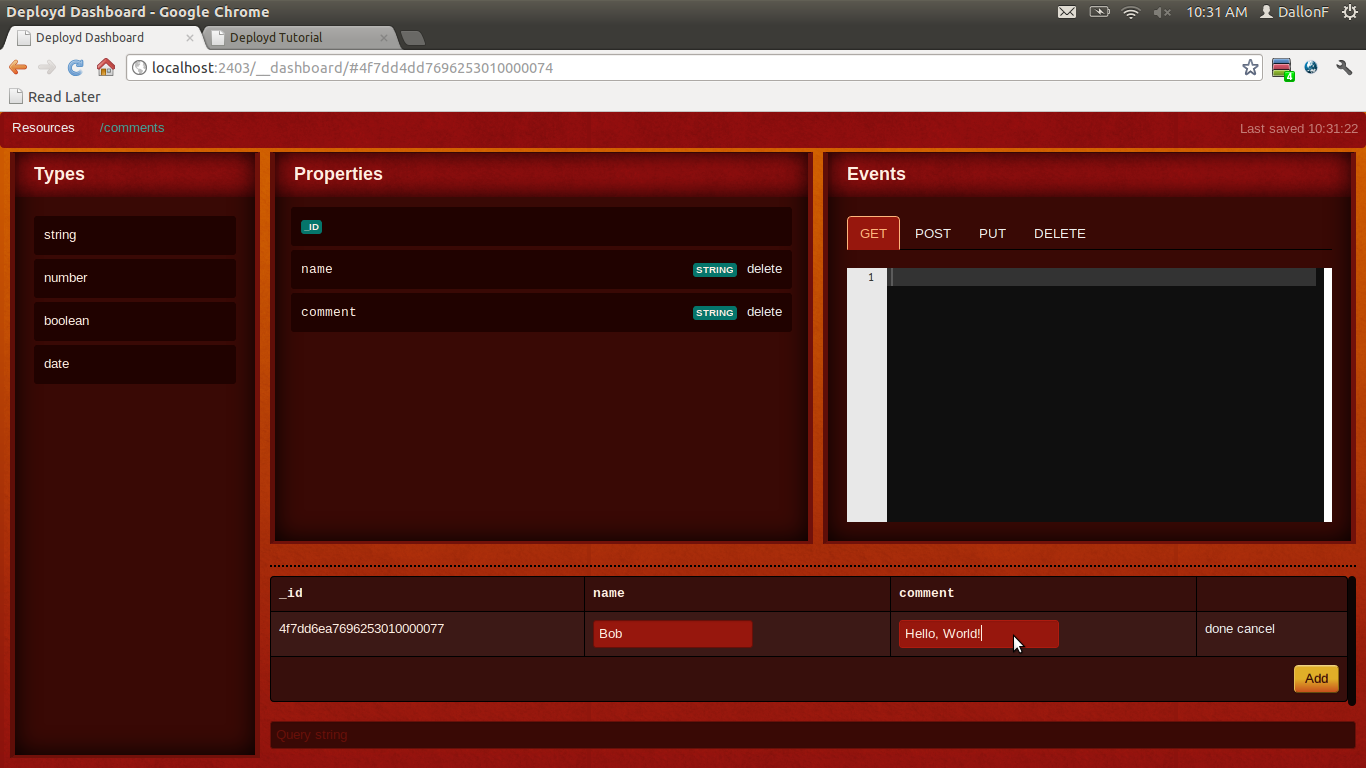 Deployd Dashboard - Google Chrome
10:31 AM DallonF
Deployd Dashboard
Deployd Tutorial
localhost:2403/__dashboard/#4f7dd4dd7696253010000074
4
Read Later
Resources /comments
Last saved 10:31:22
Types
string
number
boolean
date
Properties
_ID
name STRING delete
comment STRING delete
Events
GET POST PUT DELETE
1
_id name comment
4f7dd6ea7696253010000077 Bob Hello, World! done cancel
Add
Query string